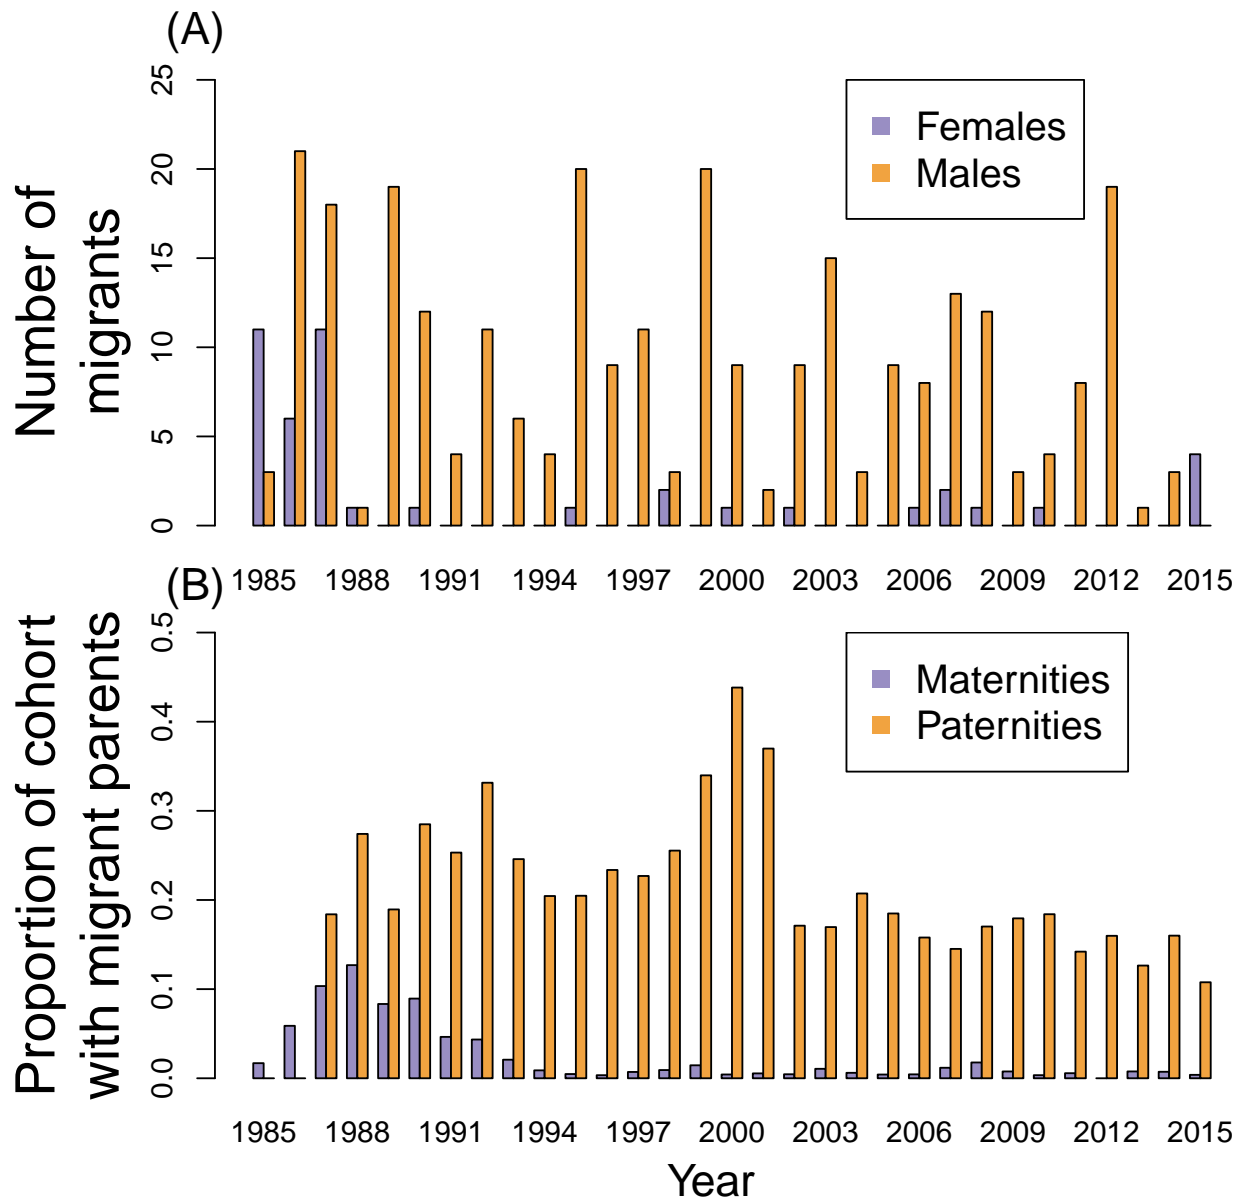 (A)
Number of
migrants
25
20
15
10
5
0
Females
Males
1985 1988 1991 1994 1997 2000 2003 2006 2009 2012 2015
(B)
Proportion of cohort
with migrant parents
0.5
0.4
0.3
0.2
0.1
0.0
Maternities
Paternities
1985 1988 1991 1994 1997 2000 2003 2006 2009 2012 2015
Year